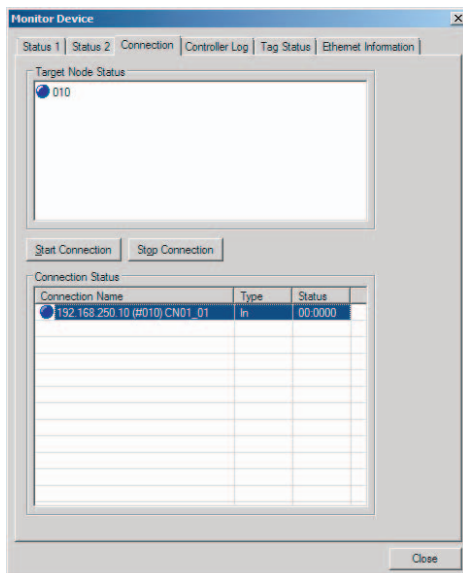 Monitor Device
Status 1 Status 2 Connection Controller Log Tag Status Ethernet Information
Target Node Status
010
Start Connection Stop Connection
Connection Status
Connection Name Type Status
192.168.250.10 (#010) CN01_01 In 00:0000
Close